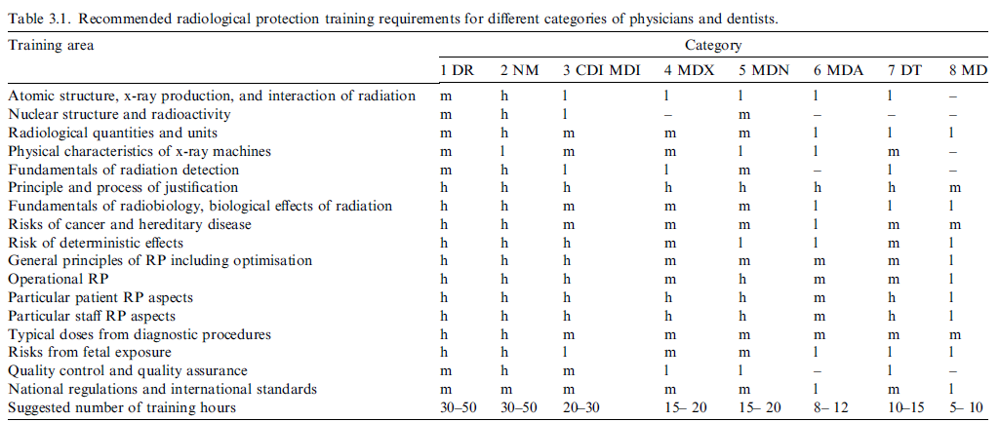 Table 3.1. Recommended radiological protection training requirements for different categories of physicians and dentists.
Training area Category
1 DR 2 NM 3 CDI MDI 4 MDX 5 MDN 6 MDA 7 DT 8 MD
Atomic structure, x-ray production, and interaction of radiation m h l l l l l –
Nuclear structure and radioactivity m h l – m – – –
Radiological quantities and units m h m m m l l l
Physical characteristics of x-ray machines m l m m l l m –
Fundamentals of radiation detection m h l l m – l –
Principle and process of justification h h h h h h h m
Fundamentals of radiobiology, biological effects of radiation h h m m m l l l
Risks of cancer and hereditary disease h h m m m l m m
Risk of deterministic effects h h h m l l m l
General principles of RP including optimisation h h h m m m m l
Operational RP h h h m h m m l
Particular patient RP aspects h h h h h m h l
Particular staff RP aspects h h h h h m h l
Typical doses from diagnostic procedures h h m m m m m m
Risks from fetal exposure h h l m m l l l
Quality control and quality assurance m h m l l – l –
National regulations and international standards m m m m m l m l
Suggested number of training hours 30–50 30–50 20–30 15– 20 15– 20 8– 12 10–15 5– 10